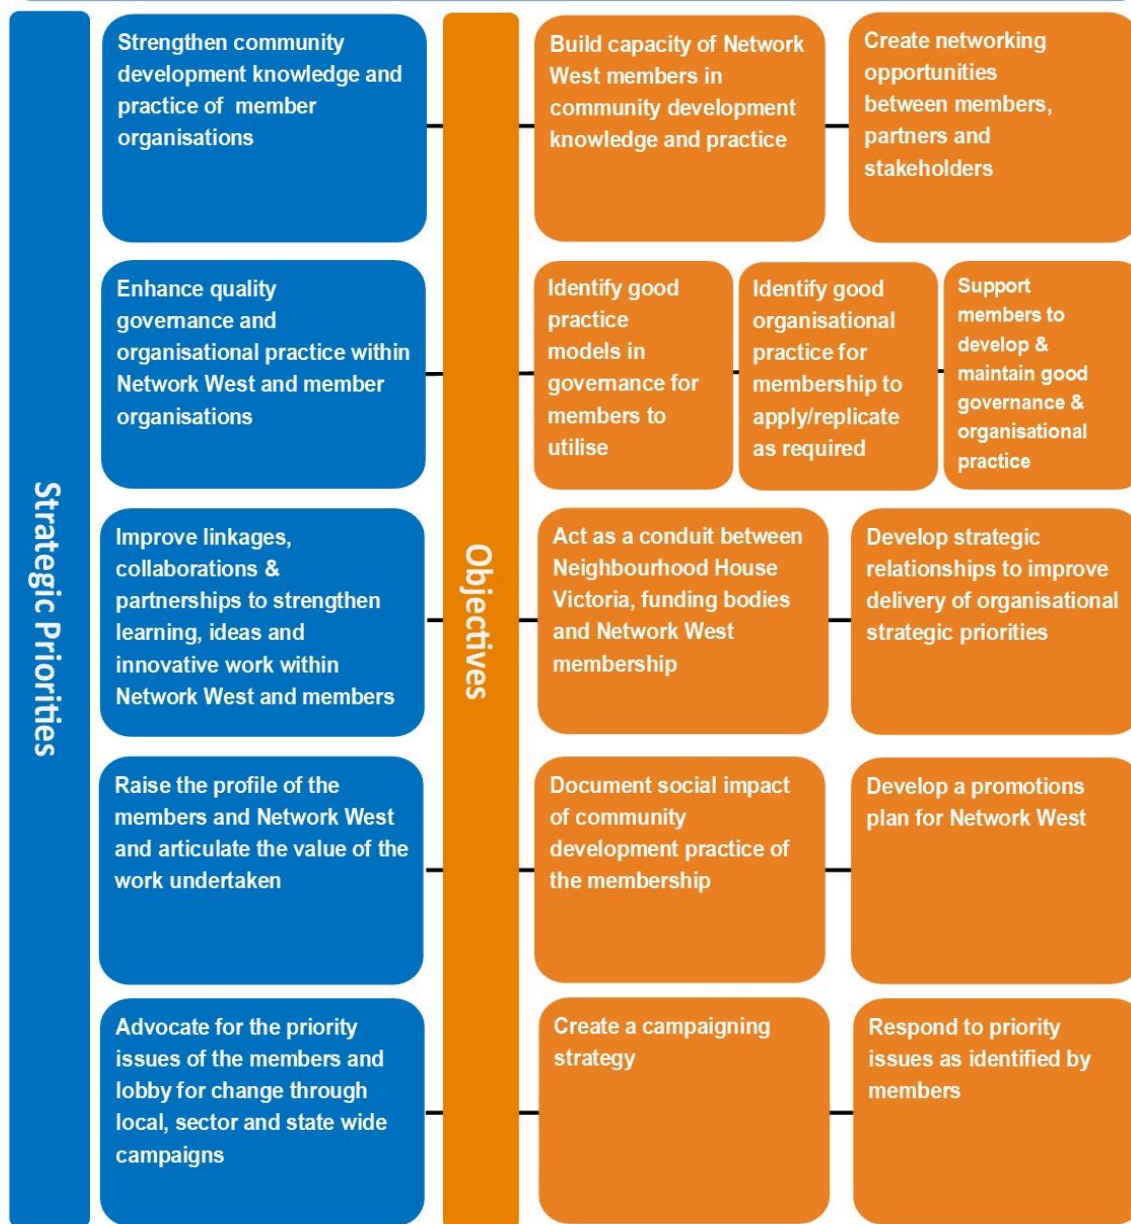 Strategic Priorities
Strengthen community
development knowledge and
practice of member
organisations
Objectives
Build capacity of Network
West members in
community development
knowledge and practice
Create networking
opportunities
between members,
partners and
stakeholders
Enhance quality
governance and
organisational practice within
Network West and member
organisations
Identify good
practice
models in
governance for
members to
utilise
Identify good
organisational
practice for
membership to
apply/replicate
as required
Support
members to
develop &
maintain good
governance &
organisational
practice
Improve linkages,
collaborations &
partnerships to strengthen
learning, ideas and
innovative work within
Network West and members
Act as a conduit between
Neighbourhood House
Victoria, funding bodies
and Network West
membership
Develop strategic
relationships to improve
delivery of organisational
strategic priorities
Raise the profile of the
members and Network West
and articulate the value of the
work undertaken
Document social impact
of community
development practice of
the membership
Develop a promotions
plan for Network West
Advocate for the priority
issues of the members and
lobby for change through
local, sector and state wide
campaigns
Create a campaigning
strategy
Respond to priority
issues as identified by
members